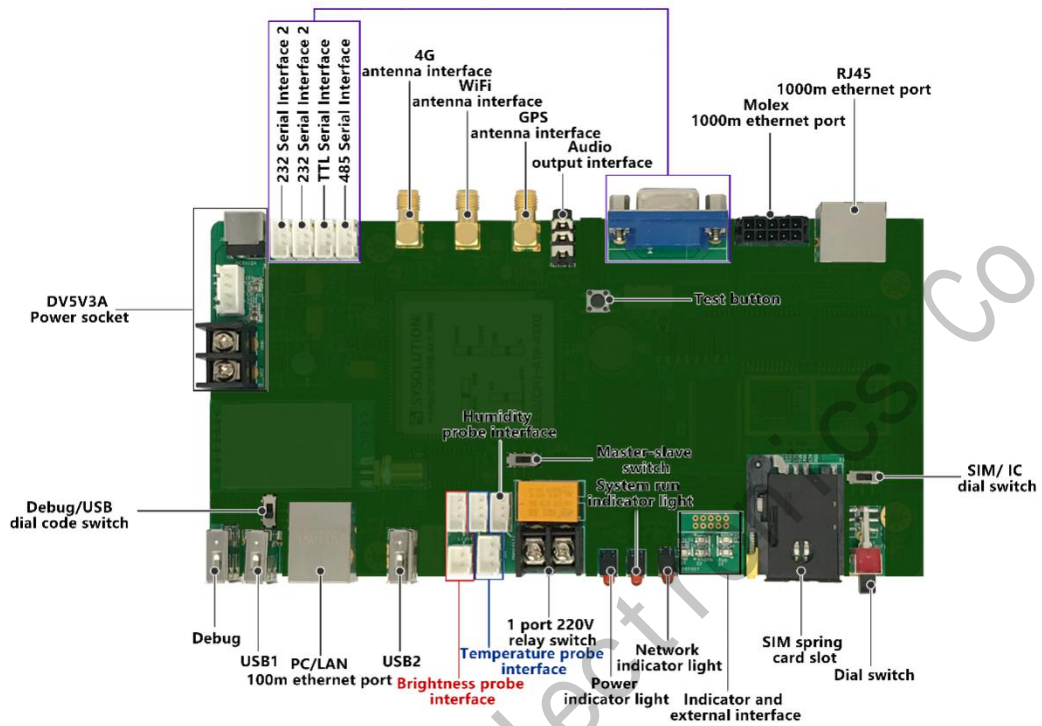 232 Serial Interface 2
232 Serial Interface 2
TTL Serial Interface
485 Serial Interface
4G
antenna interface
WiFi
antenna interface
GPS
antenna interface
Audio
output interface
Molex
1000m ethernet port
RJ45
1000m ethernet port
DV5V3A
Power socket
Test button
SYSOLUTION
Humidity
probe interface
Master-slave
switch
System run
indicator light
SIM/ IC
dial switch
Debug/USB
dial code switch
Debug
USB1
PC/LAN
100m ethernet port
USB2
Brightness probe
interface
Temperature probe
interface
1 port 220V
relay switch
Power
indicator light
Network
indicator light
Indicator and
external interface
SIM spring
card slot
Dial switch
Electronics Co